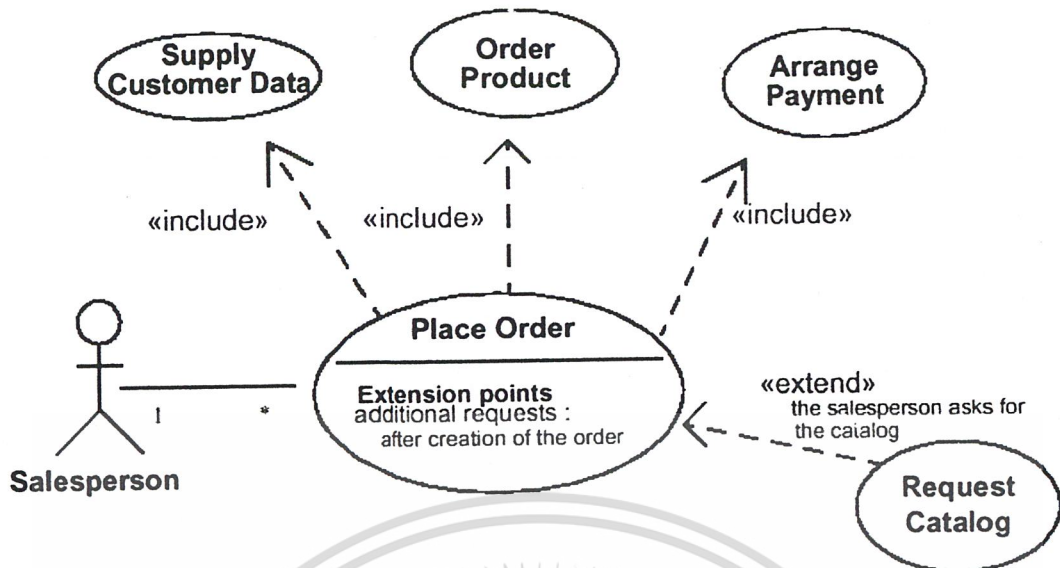 Supply
Customer Data
Order
Product
Arrange
Payment
«include»
«include»
«include»
Place Order
Extension points
additional requests :
after creation of the order
1
*
Salesperson
«extend»
the salesperson asks for
the catalog
Request
Catalog